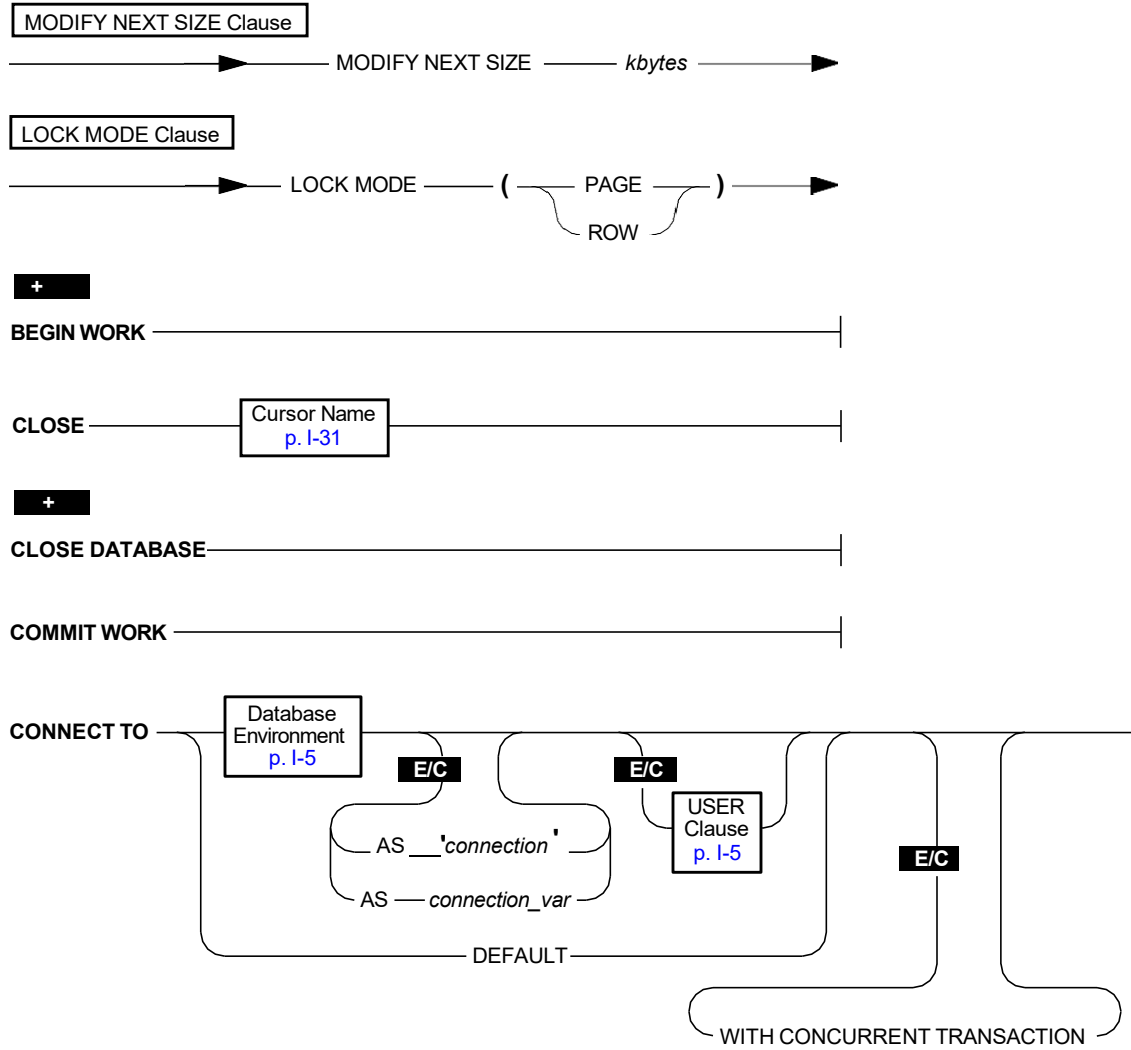 MODIFY NEXT SIZE Clause
MODIFY NEXT SIZE kbytes
LOCK MODE Clause
LOCK MODE ( PAGE )
ROW
+
BEGIN WORK
CLOSE
Cursor Name
p. I-31
+
CLOSE DATABASE
COMMIT WORK
CONNECT TO
Database
Environment
p. I-5
E/C
AS 'connection'
AS connection_var
E/C
USER
Clause
p. I-5
DEFAULT
E/C
WITH CONCURRENT TRANSACTION